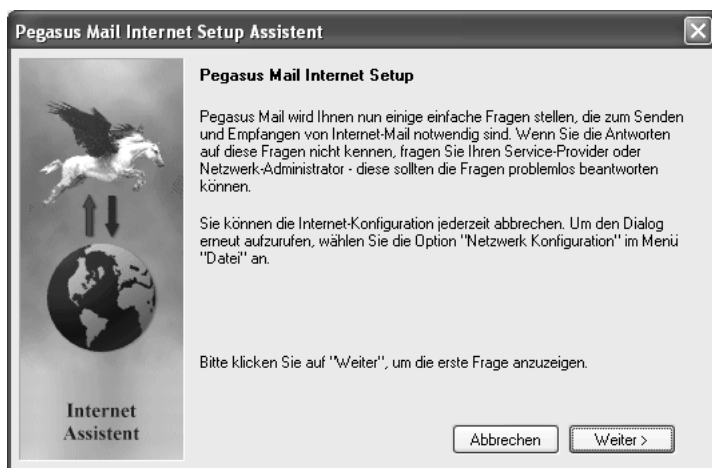 Pegasus Mail Internet Setup Assistent
Pegasus Mail Internet Setup
Pegasus Mail wird Ihnen nun einige einfache Fragen stellen, die zum Senden
und Empfangen von Internet-Mail notwendig sind. Wenn Sie die Antworten
auf diese Fragen nicht kennen, fragen Sie Ihren Service-Provider oder
Netzwerk-Administrator - diese sollten die Fragen problemlos beantworten
können.
Sie können die Internet-Konfiguration jederzeit abbrechen. Um den Dialog
erneut aufzurufen, wählen Sie die Option "Netzwerk Konfiguration" im Menü
"Datei" an.
Bitte klicken Sie auf "Weiter", um die erste Frage anzuzeigen.
Internet
Assistent
Abbrechen
Weiter >